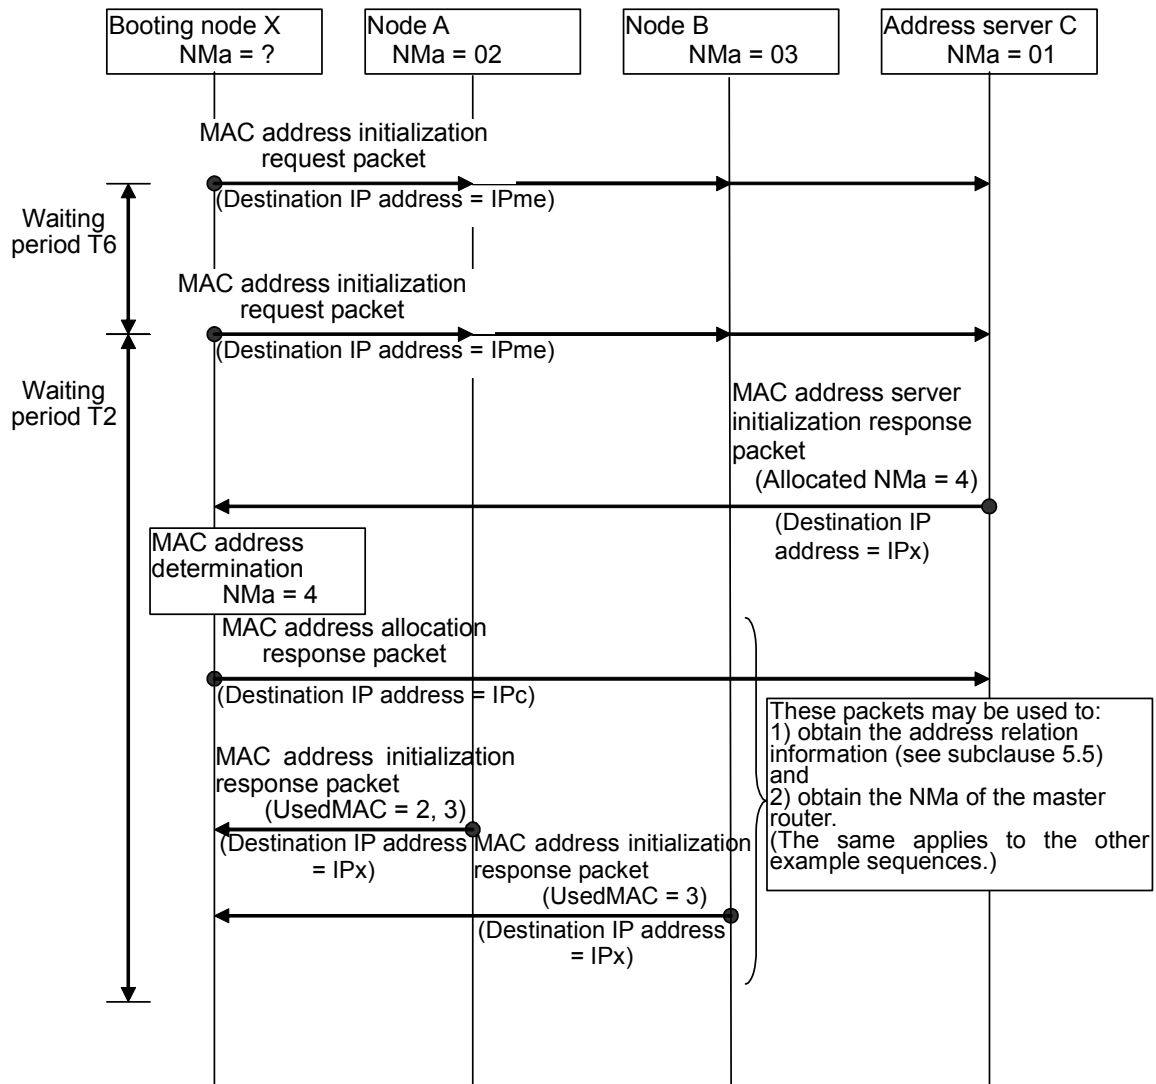 Booting node X
NMa = ?
Node A
NMa = 02
Node B
NMa = 03
Address server C
NMa = 01
MAC address initialization
request packet
(Destination IP address = IPme)
Waiting
period T6
MAC address initialization
request packet
(Destination IP address = IPme)
Waiting
period T2
MAC address server
initialization response
packet
(Allocated NMa = 4)
(Destination IP
address = IPx)
MAC address
determination
NMa = 4
MAC address allocation
response packet
(Destination IP address = IPc)
These packets may be used to:
1) obtain the address relation
information (see subclause 5.5)
and
2) obtain the NMa of the master
router.
(The same applies to the other
example sequences.)
MAC address initialization
response packet
(UsedMAC = 2, 3)
(Destination IP address
= IPx)
MAC address initialization
response packet
(UsedMAC = 3)
(Destination IP address
= IPx)